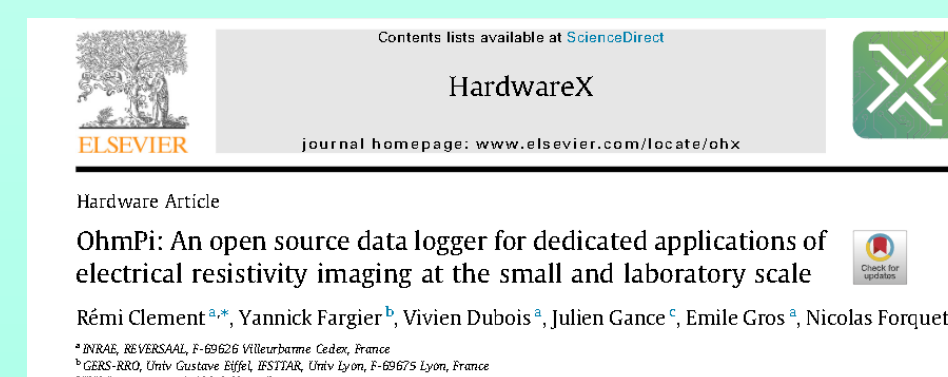 Contents lists available at ScienceDirect
HardwareX
ELSEVIER
journal homepage: www.elsevier.com/locate/ohx
Hardware Article
OhmPi: An open source data logger for dedicated applications of
electrical resistivity imaging at the small and laboratory scale
Check for
updates
Rémi Clement a,*, Yannick Fargier b, Vivien Dubois a, Julien Gance c, Emile Gros a, Nicolas Forquet
a INRAE, REVERSAAL, F-69626 Villeurbanne Cedex, France
b GERS-RRO, Univ Gustave Eiffel, IFSTTAR, Univ Lyon, F-69675 Lyon, France